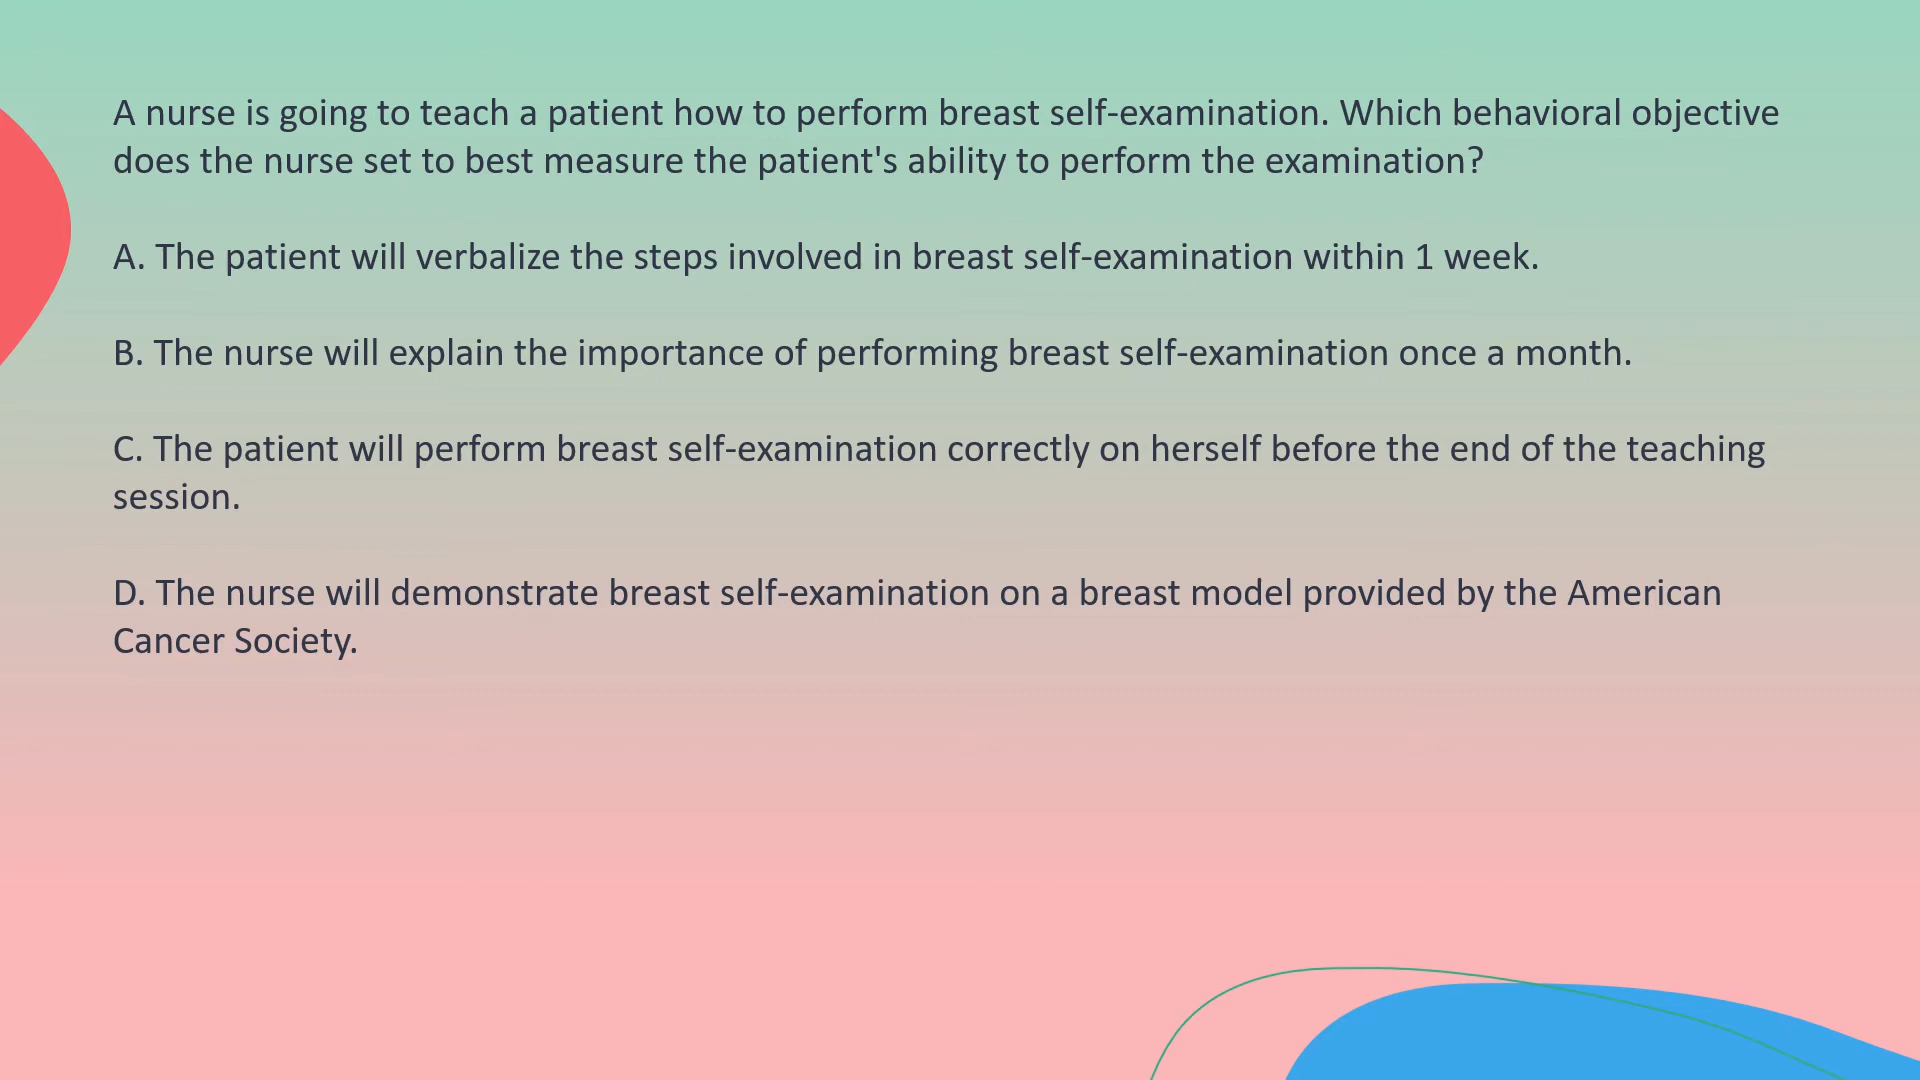 A nurse is going to teach a patient how to perform breast self-examination. Which behavioral objective
does the nurse set to best measure the patient's ability to perform the examination?
A. The patient will verbalize the steps involved in breast self-examination within 1 week.
B. The nurse will explain the importance of performing breast self-examination once a month.
C. The patient will perform breast self-examination correctly on herself before the end of the teaching
session.
D. The nurse will demonstrate breast self-examination on a breast model provided by the American
Cancer Society.